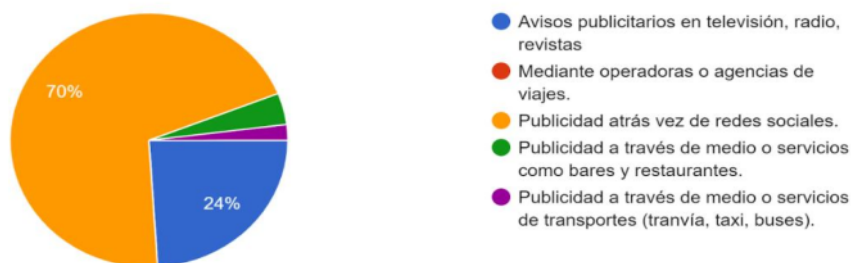 70%
24%
Avisos publicitarios en televisión, radio,
revistas
Mediante operadoras o agencias de
viajes.
Publicidad atrás vez de redes sociales.
Publicidad a través de medio o servicios
como bares y restaurantes.
Publicidad a través de medio o servicios
de transportes (tranvía, taxi, buses).